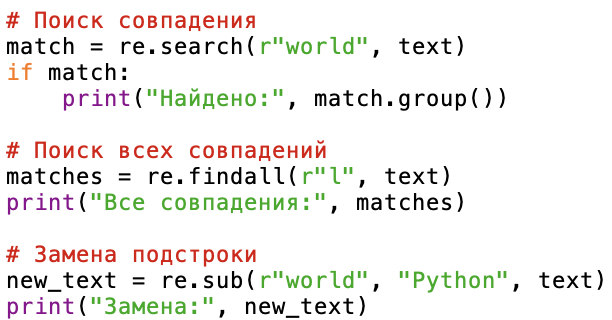 # Поиск совпадения
match = re.search(r"world", text)
if match:
    print("Найдено:", match.group())
# Поиск всех совпадений
matches = re.findall(r"l", text)
print("Все совпадения:", matches)
# Замена подстроки
new_text = re.sub(r"world", "Python", text)
print("Замена:", new_text)